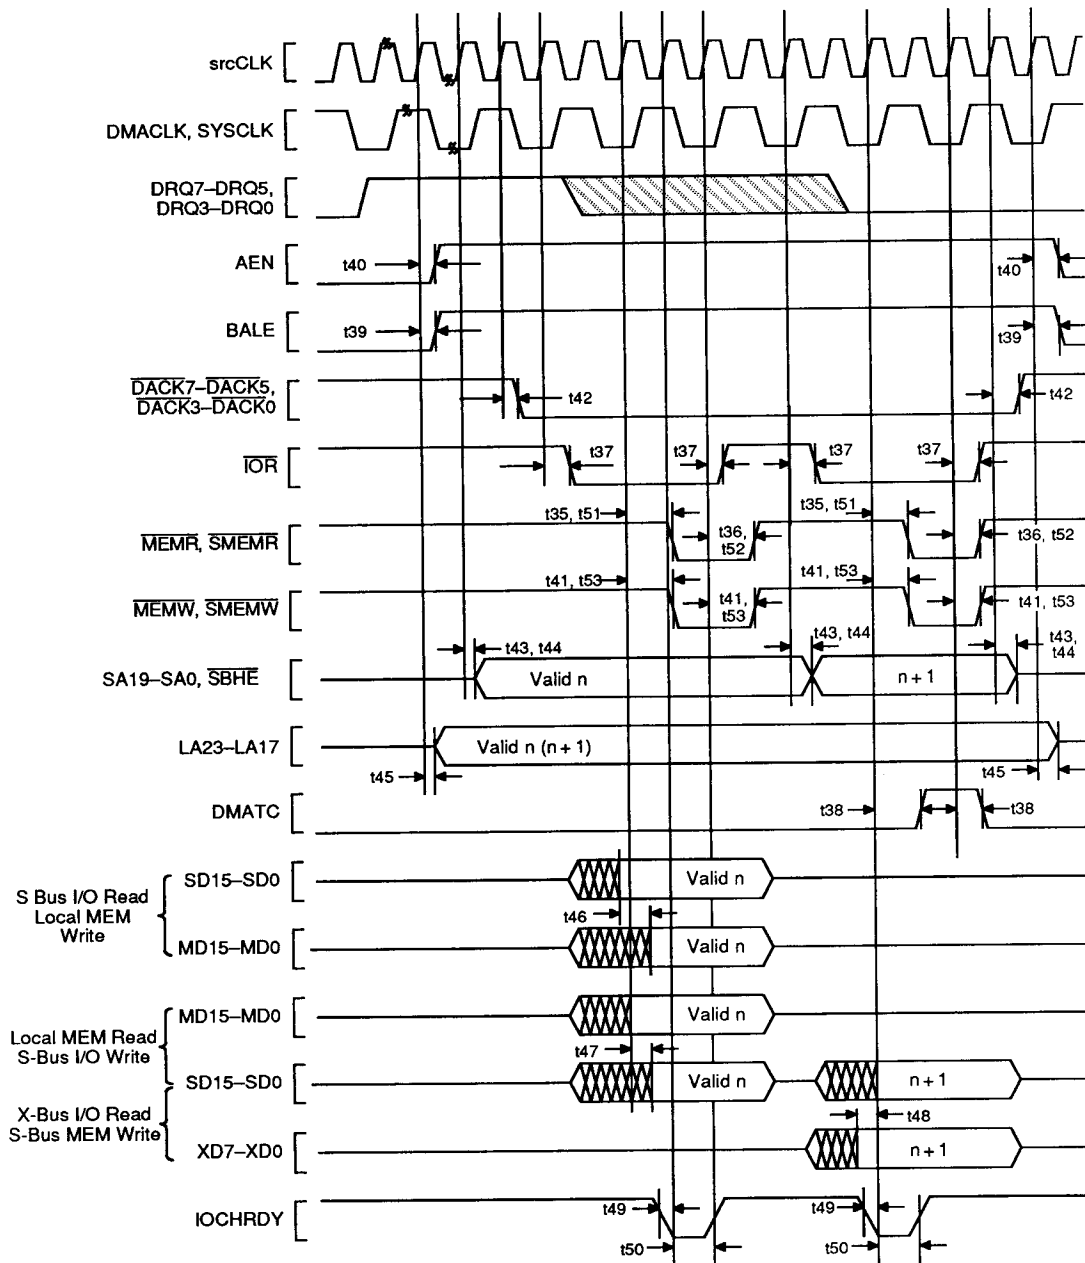 srcCLK
DMACLK, SYSCLK
DRQ7–DRQ5,
DRQ3–DRQ0
AEN
t40
t40
BALE
t39
t39
DACK7–DACK5,
DACK3–DACK0
t42
t42
IOR
t37
t37
t37
t37
t35, t51
t35, t51
MEMR, SMEMR
t36,
t52
t36, t52
t41, t53
t41, t53
MEMW, SMEMW
t41,
t53
t41, t53
t43, t44
t43, t44
t43,
t44
SA19–SA0, SBHE
Valid n
n + 1
LA23–LA17
Valid n (n + 1)
t45
t45
DMATC
t38
t38
S Bus I/O Read
Local MEM
Write
SD15–SD0
Valid n
t46
MD15–MD0
Valid n
Local MEM Read
S-Bus I/O Write
MD15–MD0
Valid n
t47
SD15–SD0
Valid n
n + 1
X-Bus I/O Read
S-Bus MEM Write
t48
XD7–XD0
n + 1
IOCHRDY
t49
t49
t50
t50